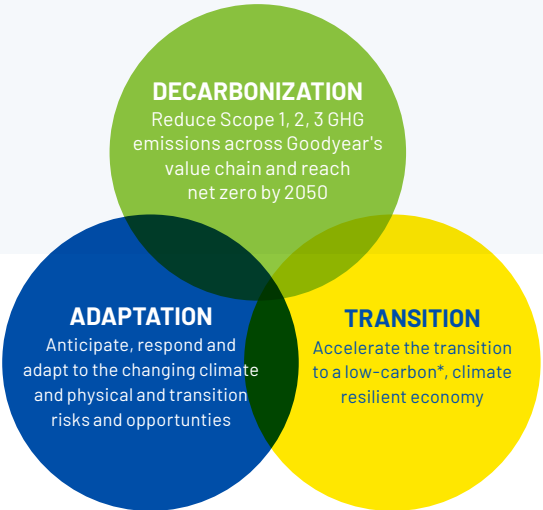 DECARBONIZATION
Reduce Scope 1, 2, 3 GHG
emissions across Goodyear's
value chain and reach
net zero by 2050
ADAPTATION
Anticipate, respond and
adapt to the changing climate
and physical and transition
risks and opportunties
TRANSITION
Accelerate the transition
to a low-carbon*, climate
resilient economy